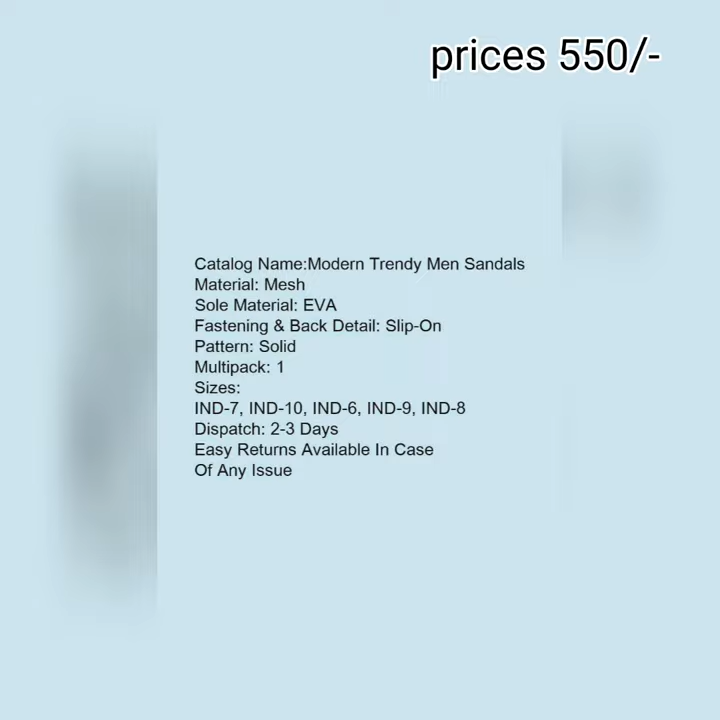 prices 550/-
Catalog Name:Modern Trendy Men Sandals
Material: Mesh
Sole Material: EVA
Fastening & Back Detail: Slip-On
Pattern: Solid
Multipack: 1
Sizes:
IND-7, IND-10, IND-6, IND-9, IND-8
Dispatch: 2-3 Days
Easy Returns Available In Case
Of Any Issue